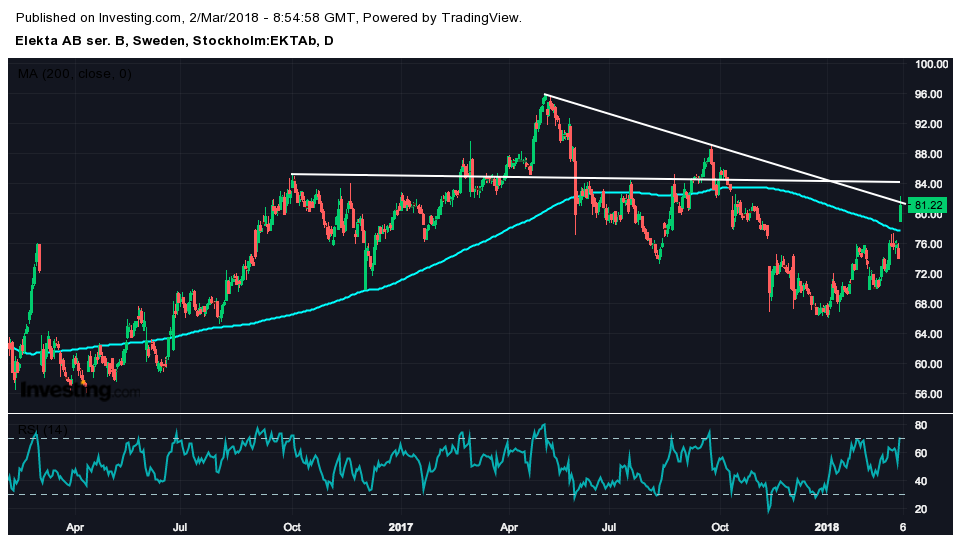 Published on Investing.com, 2/Mar/2018 - 8:54:58 GMT, Powered by TradingView.
Elekta AB ser. B, Sweden, Stockholm:EKTAb, D
MA (200, close, 0)
100.00
96.00
92.00
88.00
84.00
81.22
80.00
76.00
72.00
68.00
64.00
60.00
56.00
Investing.com
RSI (14)
80
60
40
20
Apr Jul Oct 2017 Apr Jul Oct 2018 6